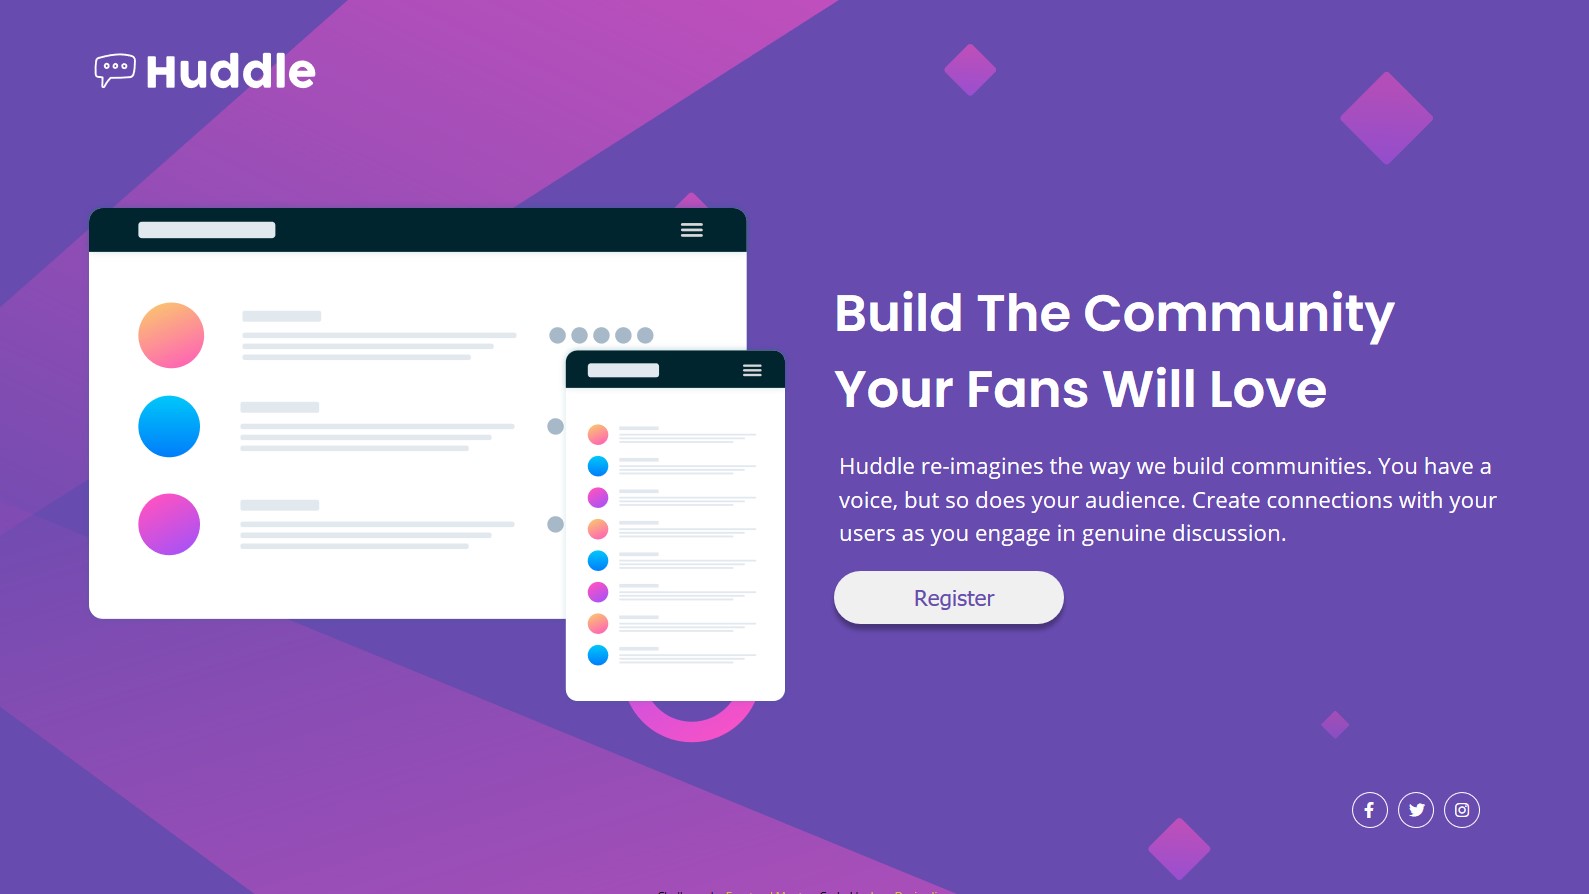 Huddle
Build The Community
Your Fans Will Love
Huddle re-imagines the way we build communities. You have a
voice, but so does your audience. Create connections with your
users as you engage in genuine discussion.
Register